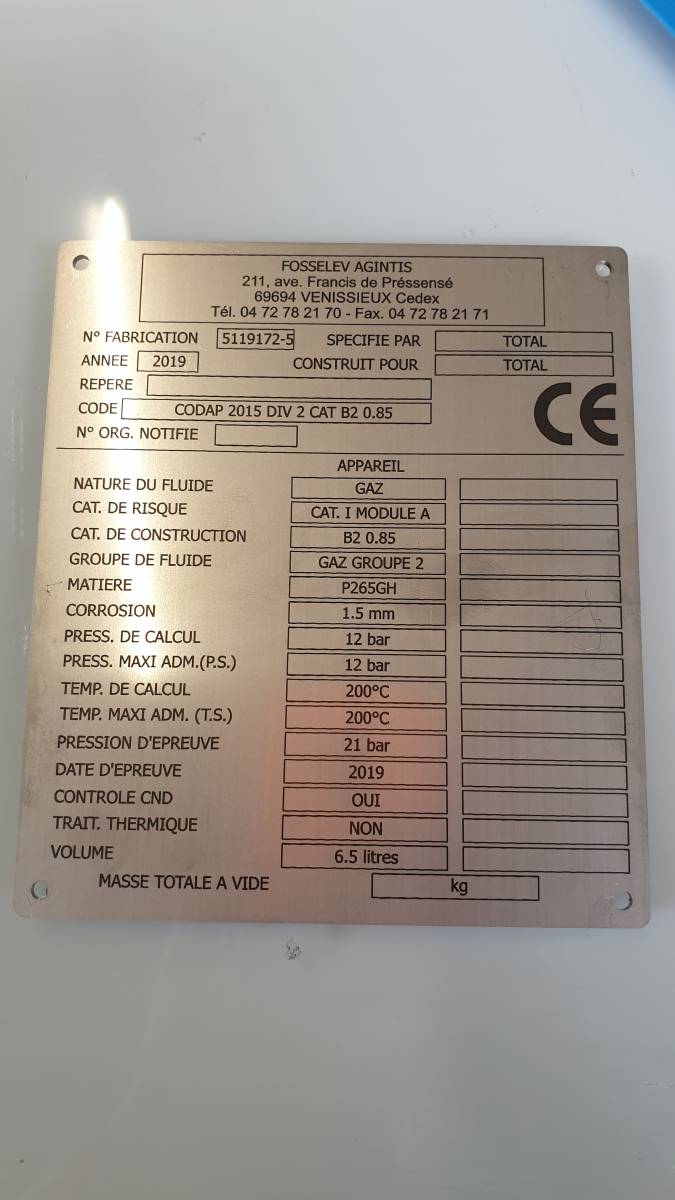 FOSSELEV AGINTIS
211, ave. Francis de Préssensé
69694 VENISSIEUX Cedex
Tél. 04 72 78 21 70 - Fax. 04 72 78 21 71
N° FABRICATION 5119172-5 SPECIFIE PAR TOTAL
ANNEE 2019 CONSTRUIT POUR TOTAL
REPERE
CODE CODAP 2015 DIV 2 CAT B2 0.85
CE
N° ORG. NOTIFIE
APPAREIL
NATURE DU FLUIDE GAZ
CAT. DE RISQUE CAT. I MODULE A
CAT. DE CONSTRUCTION B2 0.85
GROUPE DE FLUIDE GAZ GROUPE 2
MATIERE P265GH
CORROSION 1.5 mm
PRESS. DE CALCUL 12 bar
PRESS. MAXI ADM.(P.S.) 12 bar
TEMP. DE CALCUL 200°C
TEMP. MAXI ADM. (T.S.) 200°C
PRESSION D'EPREUVE 21 bar
DATE D'EPREUVE 2019
CONTROLE CND OUI
TRAIT. THERMIQUE NON
VOLUME 6.5 litres
MASSE TOTALE A VIDE kg